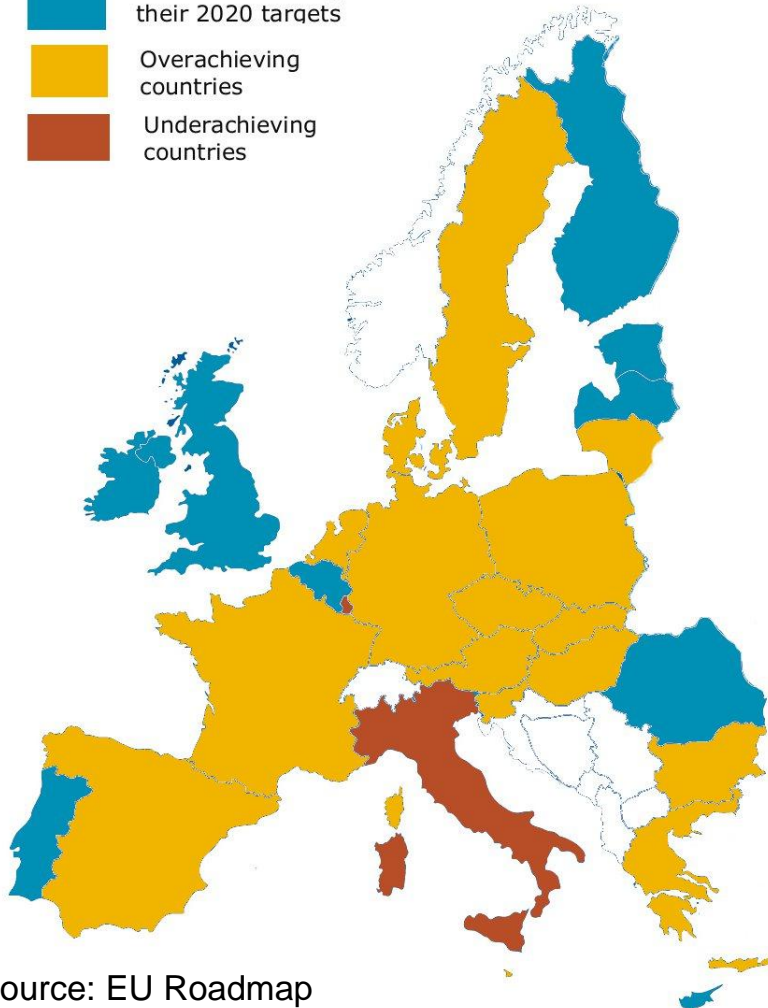 their 2020 targets
Overachieving
countries
Underachieving
countries
ource: EU Roadmap